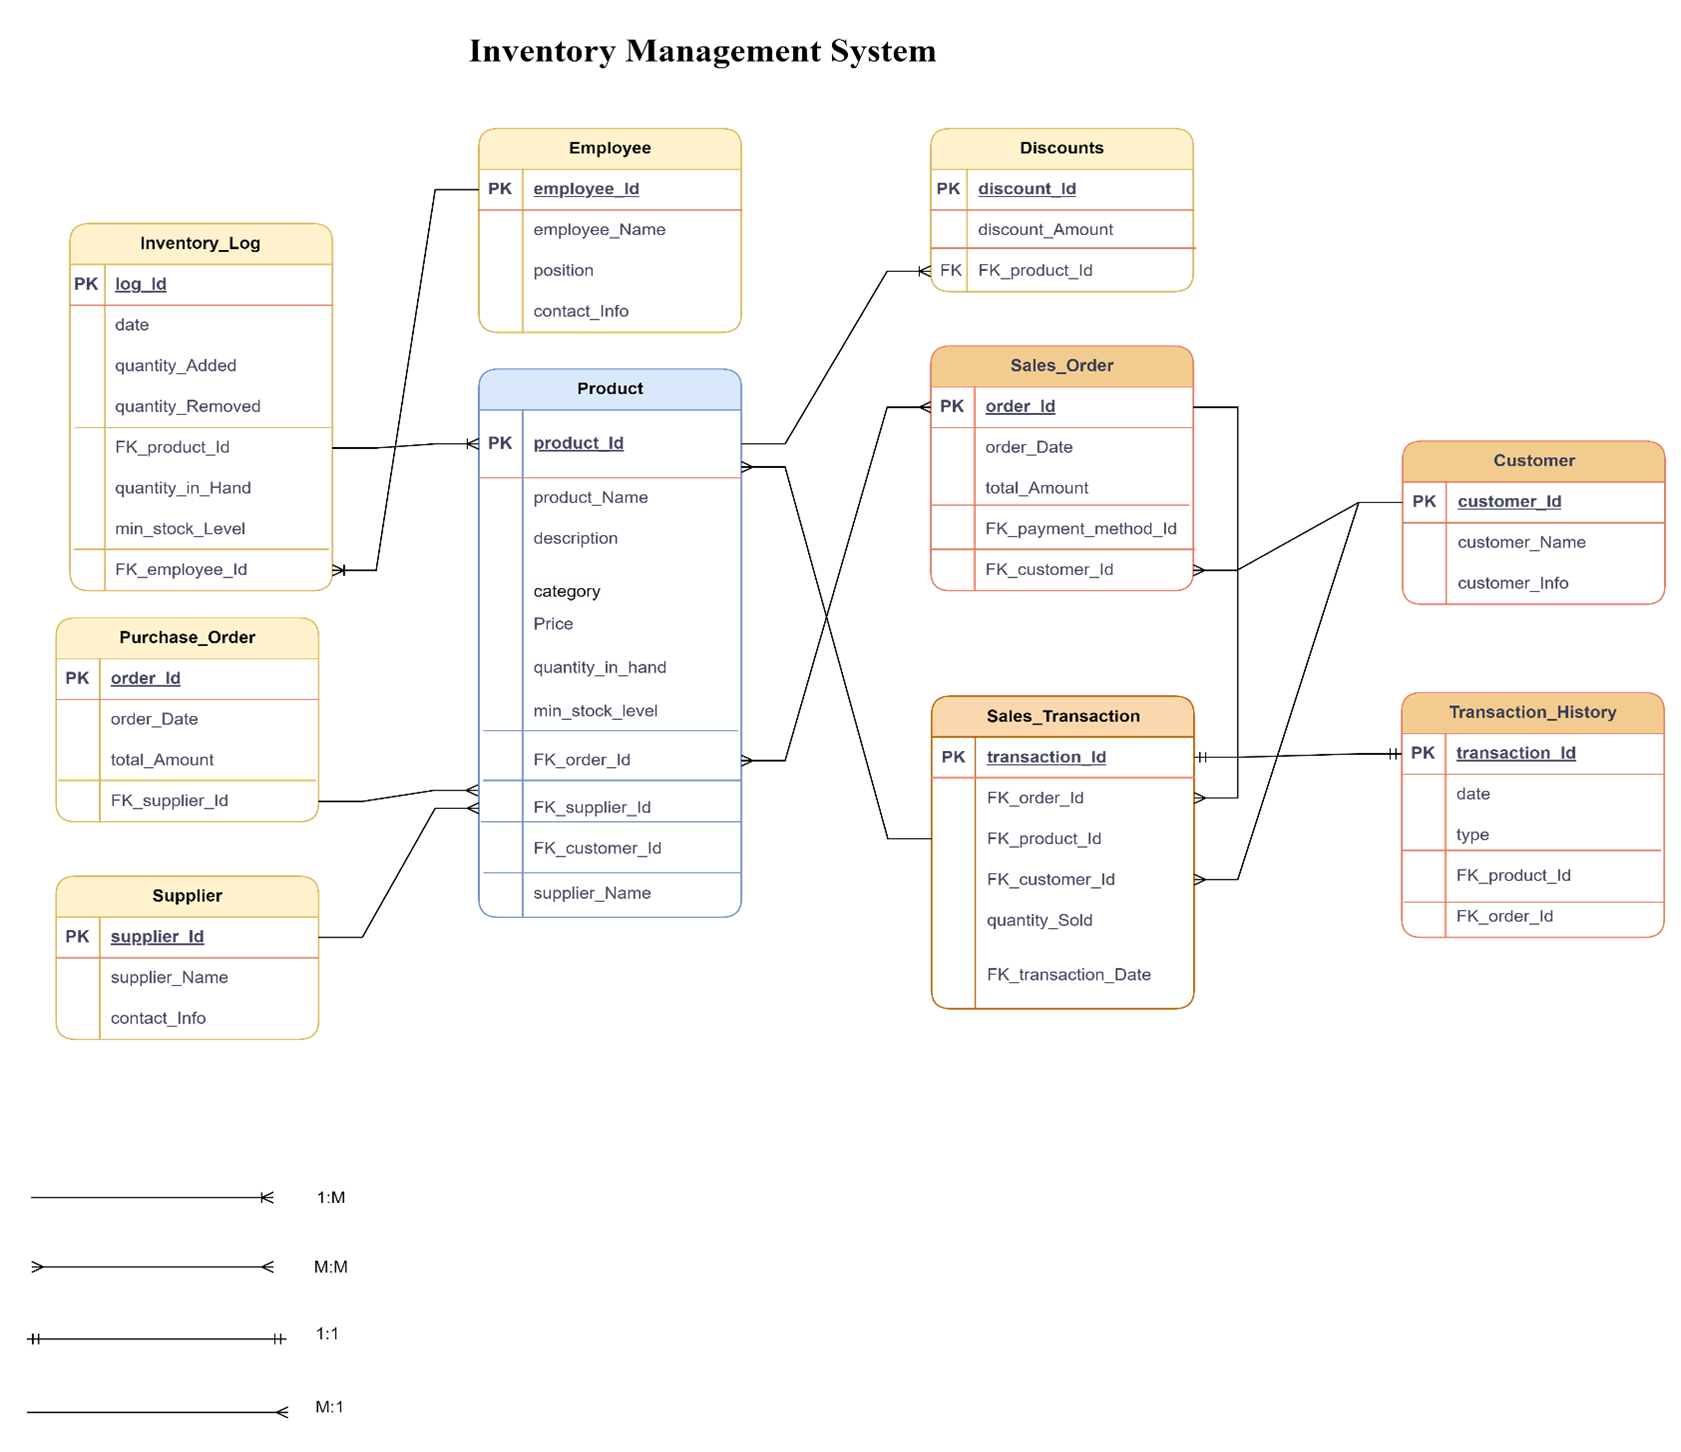 Inventory Management System
Employee
PK employee_Id
employee_Name
position
contact_Info
Discounts
PK discount_Id
discount_Amount
FK FK_product_Id
Inventory_Log
PK log_Id
date
quantity_Added
quantity_Removed
FK_product_Id
quantity_in_Hand
min_stock_Level
FK_employee_Id
Product
PK product_Id
product_Name
description
category
Price
quantity_in_hand
min_stock_level
FK_order_Id
FK_supplier_Id
FK_customer_Id
supplier_Name
Sales_Order
PK order_Id
order_Date
total_Amount
FK_payment_method_Id
FK_customer_Id
Customer
PK customer_Id
customer_Name
customer_Info
Purchase_Order
PK order_Id
order_Date
total_Amount
FK_supplier_Id
Sales_Transaction
PK transaction_Id
FK_order_Id
FK_product_Id
FK_customer_Id
quantity_Sold
FK_transaction_Date
Transaction_History
PK transaction_Id
date
type
FK_product_Id
FK_order_Id
Supplier
PK supplier_Id
supplier_Name
contact_Info
1:M
M:M
1:1
M:1